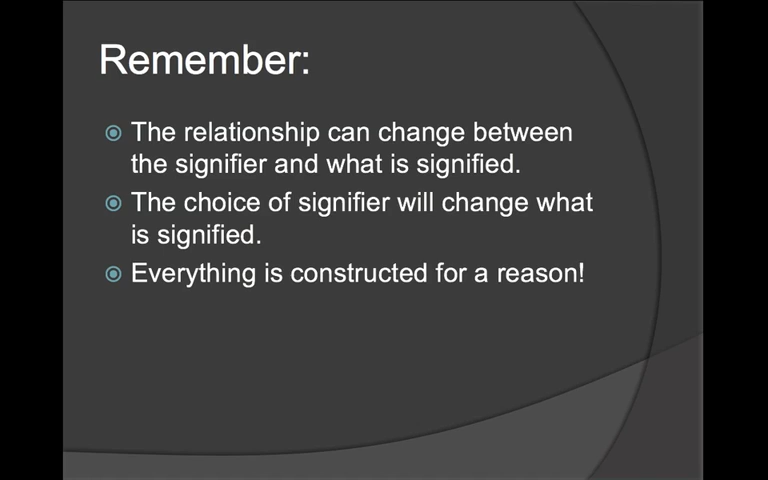 Remember:
The relationship can change between
the signifier and what is signified.
The choice of signifier will change what
is signified.
Everything is constructed for a reason!